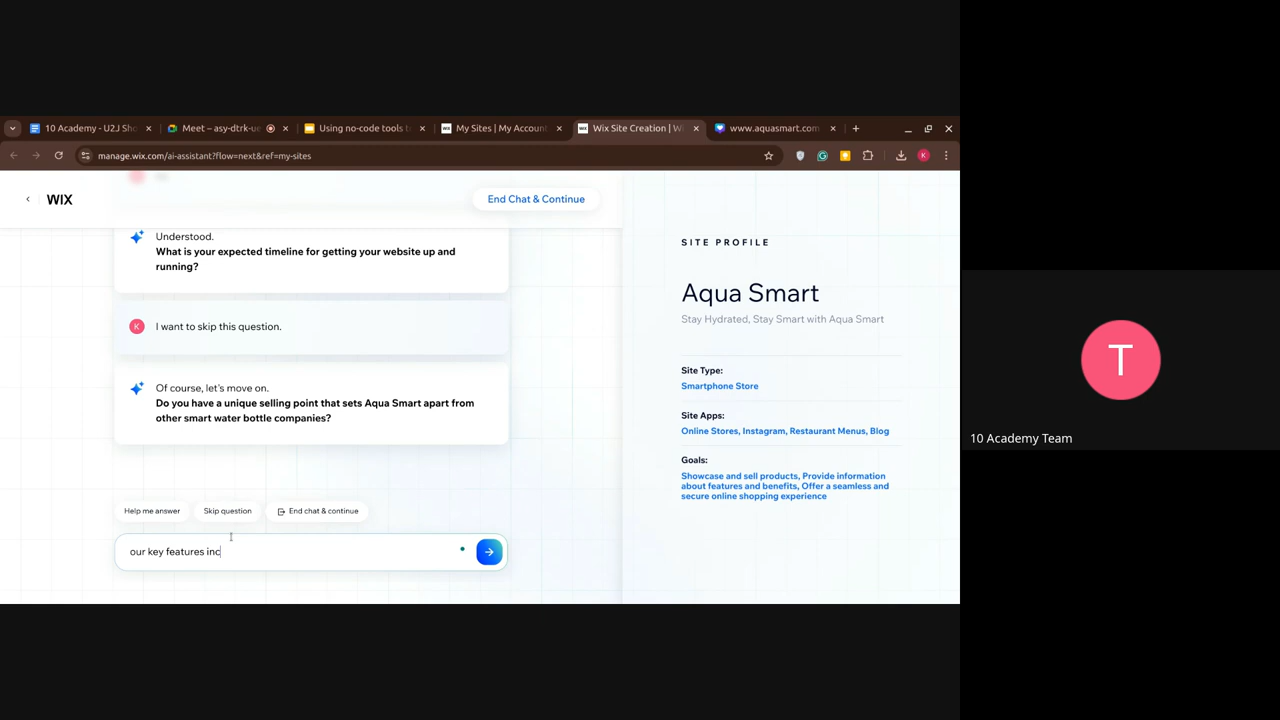 10 Academy - U2J Sho
Meet – asy-dtrk-ue
Using no-code tools t
WIX My Sites | My Account
WIX Wix Site Creation | Wi
www.aquasmart.com
manage.wix.com/ai-assistant?flow=next&ref=my-sites
K
WIX
End Chat & Continue
Understood.
What is your expected timeline for getting your website up and
running?
K
I want to skip this question.
Of course, let's move on.
Do you have a unique selling point that sets Aqua Smart apart from
other smart water bottle companies?
Help me answer
Skip question
End chat & continue
our key features inc
SITE PROFILE
Aqua Smart
Stay Hydrated, Stay Smart with Aqua Smart
Site Type:
Smartphone Store
Site Apps:
Online Stores, Instagram, Restaurant Menus, Blog
Goals:
Showcase and sell products, Provide information
about features and benefits, Offer a seamless and
secure online shopping experience
T
10 Academy Team